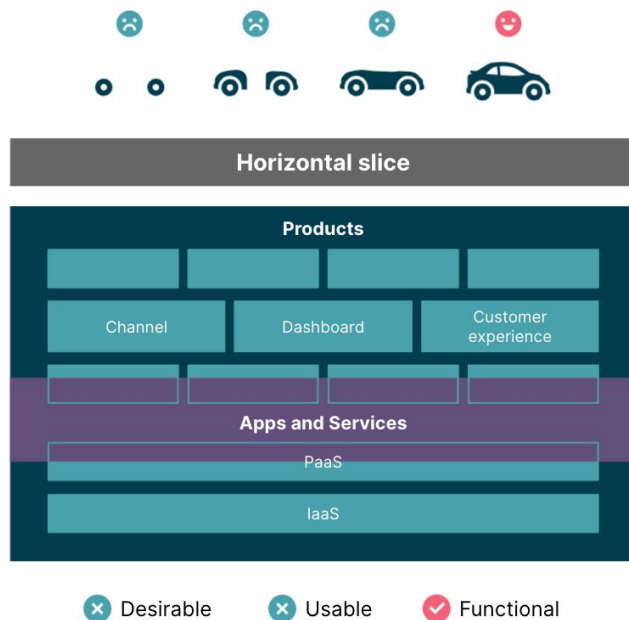 Horizontal slice
Products
Channel
Dashboard
Customer
experience
Apps and Services
PaaS
IaaS
Desirable
Usable
Functional